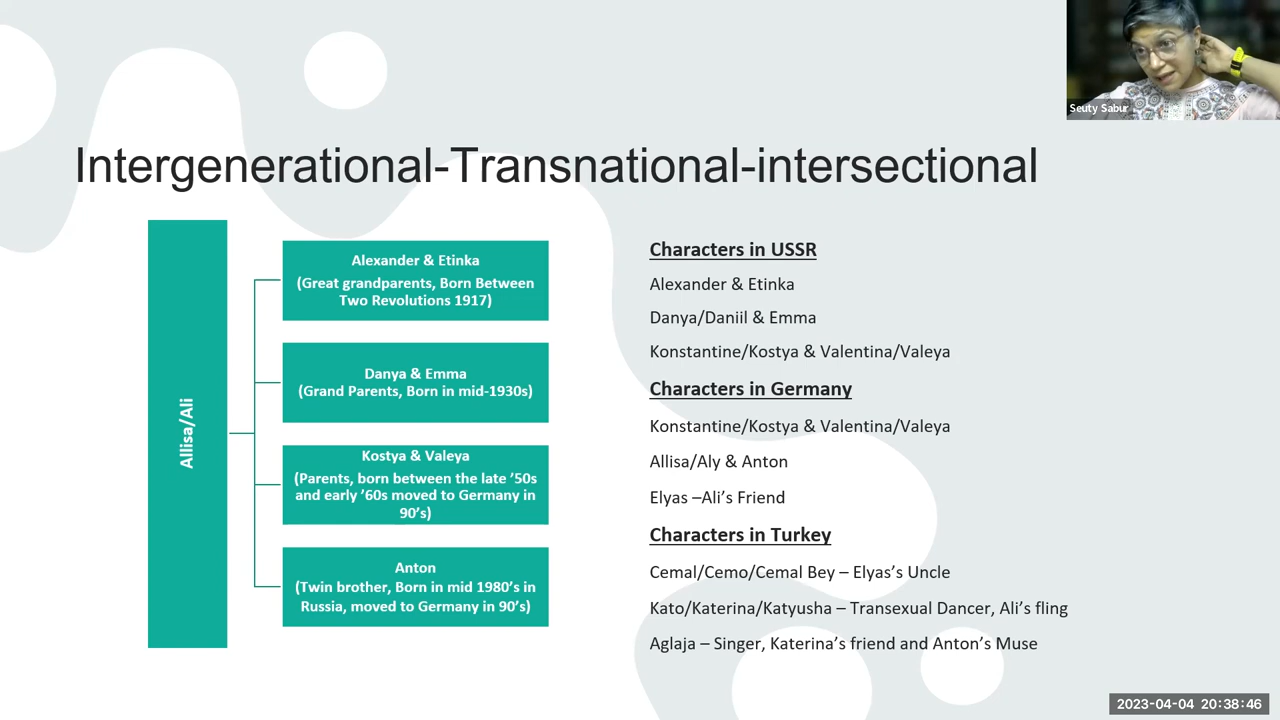 Seuty Sabur
Intergenerational-Transnational-intersectional
Allisa/Ali
Alexander & Etinka
(Great grandparents, Born Between
Two Revolutions 1917)
Danya & Emma
(Grand Parents, Born in mid-1930s)
Kostya & Valeya
(Parents, born between the late ’50s
and early ’60s moved to Germany in
90’s)
Anton
(Twin brother, Born in mid 1980’s in
Russia, moved to Germany in 90’s)
Characters in USSR
Alexander & Etinka
Danya/Daniil & Emma
Konstantine/Kostya & Valentina/Valeya
Characters in Germany
Konstantine/Kostya & Valentina/Valeya
Allisa/Aly & Anton
Elyas –Ali’s Friend
Characters in Turkey
Cemal/Cemo/Cemal Bey – Elyas’s Uncle
Kato/Katerina/Katyusha – Transexual Dancer, Ali’s fling
Aglaja – Singer, Katerina’s friend and Anton’s Muse
2023-04-04 20:38:46